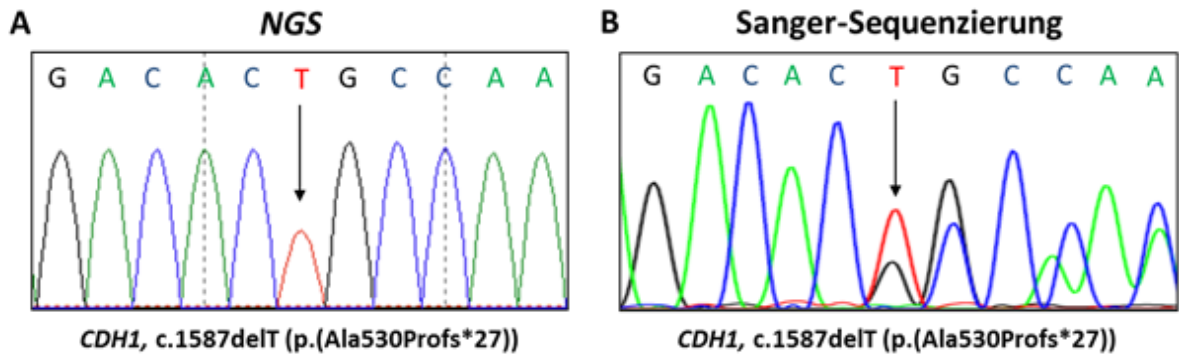 A NGS
G A C A C T G C C A A
CDH1, c.1587delT (p.(Ala530Profs*27))
B Sanger-Sequenzierung
G A C A C T G C C A A
CDH1, c.1587delT (p.(Ala530Profs*27))